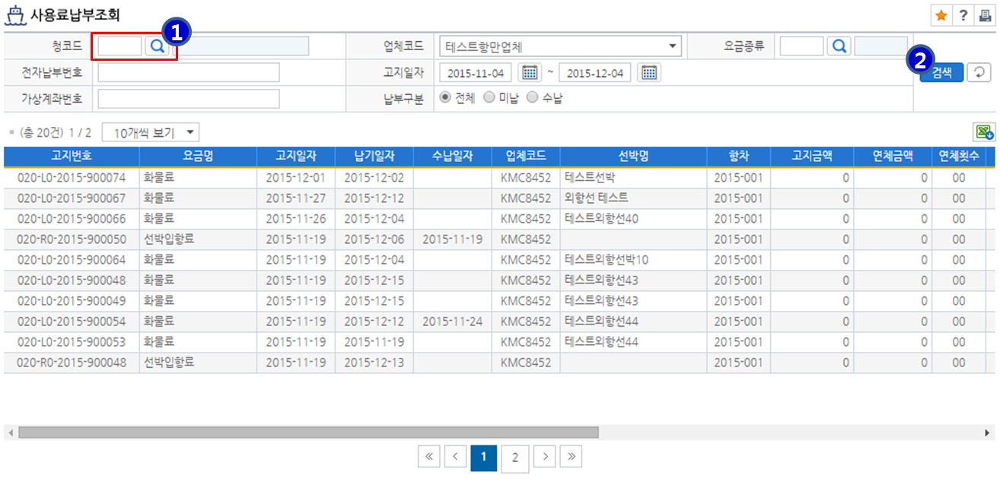 사용료납부조회
?
청코드 1 업체코드 테스트항만업체 요금종류
2
전자납부번호 고지일자 2015-11-04 ~ 2015-12-04 검색
가상계좌번호 납부구분 전체 미납 수납
(총 20건) 1 / 2 10개씩 보기
고지번호 요금명 고지일자 납기일자 수납일자 업체코드 선박명 항차 고지금액 연체금액 연체횟수
020-L0-2015-900074 화물료 2015-12-01 2015-12-02 KMC8452 테스트선박 2015-001 0 0 00
020-L0-2015-900067 화물료 2015-11-27 2015-12-12 KMC8452 외항선 테스트 2015-001 0 0 00
020-L0-2015-900066 화물료 2015-11-26 2015-12-04 KMC8452 테스트외항선40 2015-001 0 0 00
020-R0-2015-900050 선박입항료 2015-11-19 2015-12-06 2015-11-19 KMC8452 2015-001 0 0 00
020-L0-2015-900064 화물료 2015-11-19 2015-12-04 KMC8452 테스트외항선박10 2015-001 0 0 00
020-L0-2015-900048 화물료 2015-11-19 2015-12-15 KMC8452 테스트외항선43 2015-001 0 0 00
020-L0-2015-900049 화물료 2015-11-19 2015-12-15 KMC8452 테스트외항선43 2015-001 0 0 00
020-L0-2015-900054 화물료 2015-11-19 2015-12-12 2015-11-24 KMC8452 테스트외항선44 2015-001 0 0 00
020-L0-2015-900053 화물료 2015-11-19 2015-11-19 KMC8452 테스트외항선44 2015-001 0 0 00
020-R0-2015-900048 선박입항료 2015-11-19 2015-12-13 KMC8452 2015-001 0 0 00
« < 1 2 > »